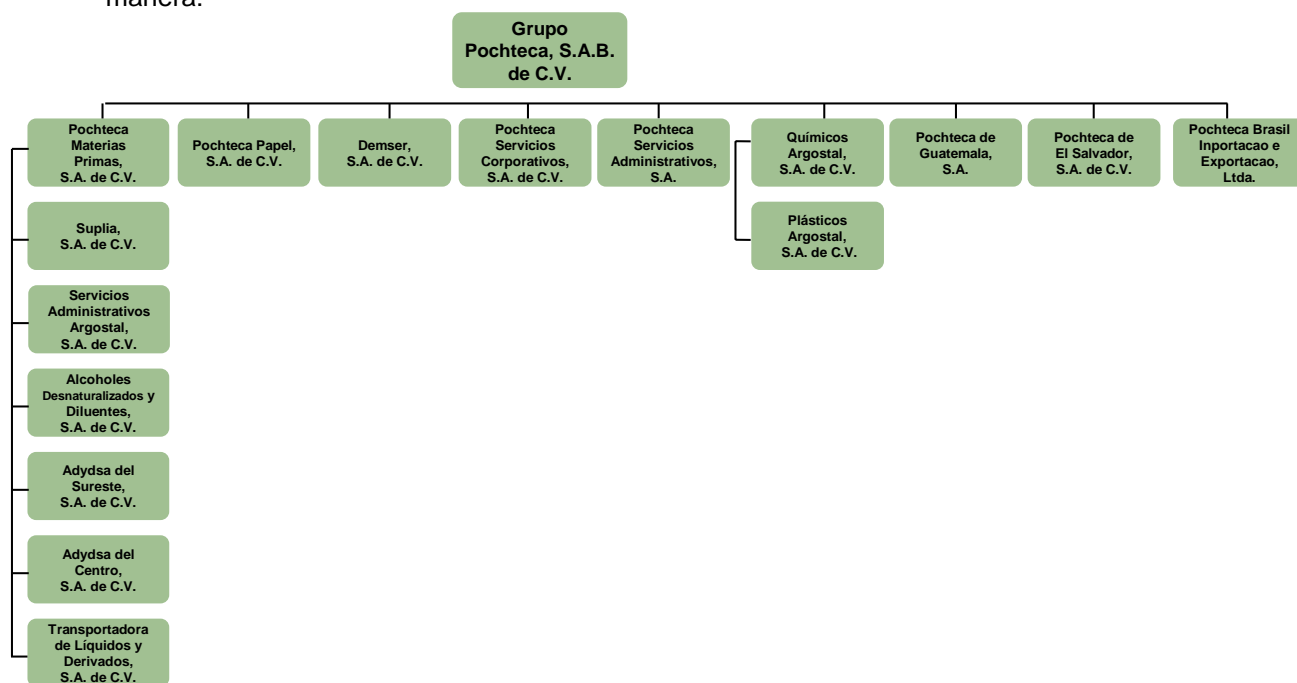 manera:
Grupo
Pochteca, S.A.B.
de C.V.
Pochteca
Materias
Primas,
S.A. de C.V.
Pochteca Papel,
S.A. de C.V.
Demser,
S.A. de C.V.
Pochteca
Servicios
Corporativos,
S.A. de C.V.
Pochteca
Servicios
Administrativos,
S.A.
Químicos
Argostal,
S.A. de C.V.
Pochteca de
Guatemala,
S.A.
Pochteca de
El Salvador,
S.A. de C.V.
Pochteca Brasil
Inportacao e
Exportacao,
Ltda.
Suplia,
S.A. de C.V.
Plásticos
Argostal,
S.A. de C.V.
Servicios
Administrativos
Argostal,
S.A. de C.V.
Alcoholes
Desnaturalizados y
Diluentes,
S.A. de C.V.
Adydsa del
Sureste,
S.A. de C.V.
Adydsa del
Centro,
S.A. de C.V.
Transportadora
de Líquidos y
Derivados,
S.A. de C.V.